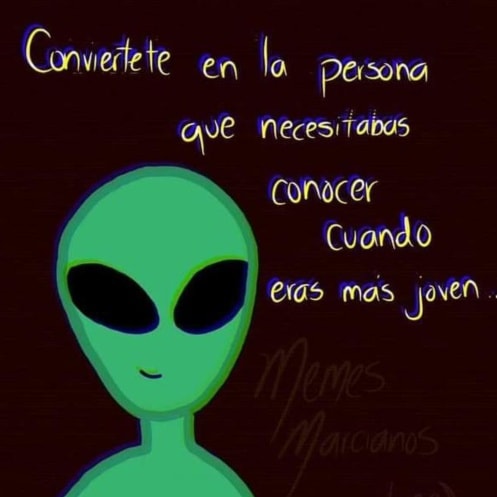 Conviertete en la persona
que necesitabas
conocer
cuando
eras más joven...
Memes
Marcianos